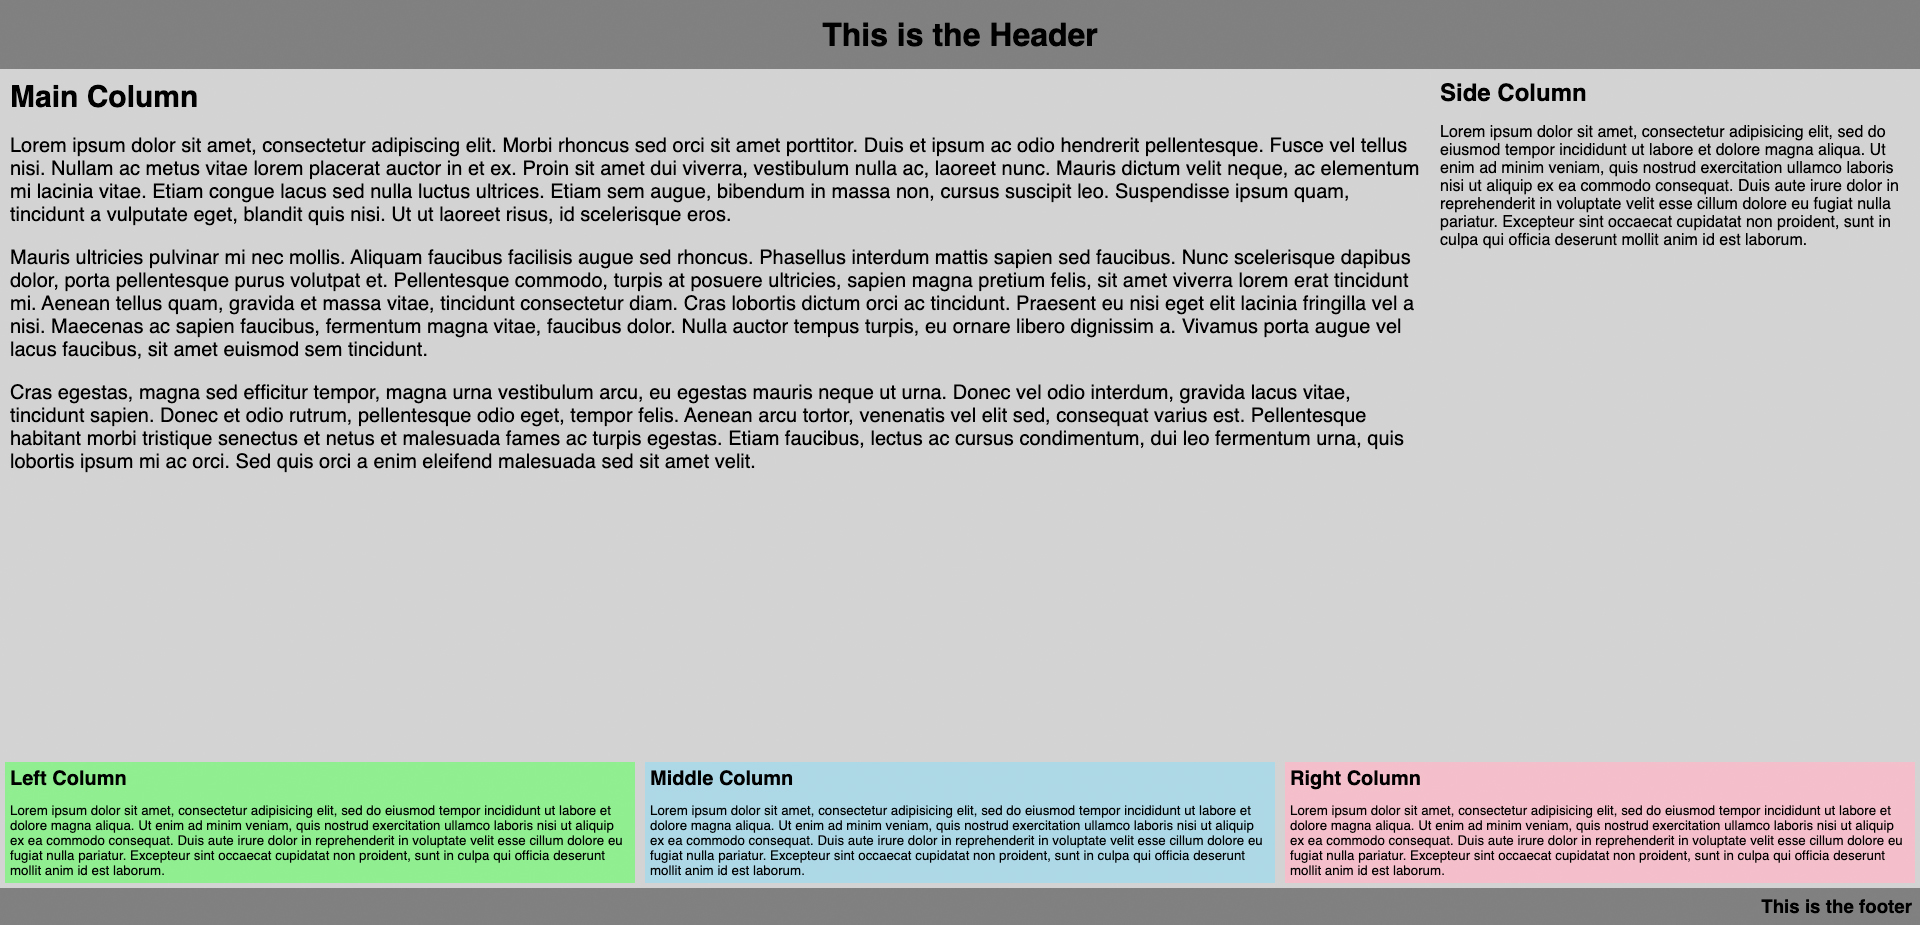 This is the Header
Main Column
Lorem ipsum dolor sit amet, consectetur adipiscing elit. Morbi rhoncus sed orci sit amet porttitor. Duis et ipsum ac odio hendrerit pellentesque. Fusce vel tellus
nisi. Nullam ac metus vitae lorem placerat auctor in et ex. Proin sit amet dui viverra, vestibulum nulla ac, laoreet nunc. Mauris dictum velit neque, ac elementum
mi lacinia vitae. Etiam congue lacus sed nulla luctus ultrices. Etiam sem augue, bibendum in massa non, cursus suscipit leo. Suspendisse ipsum quam,
tincidunt a vulputate eget, blandit quis nisi. Ut ut laoreet risus, id scelerisque eros.
Mauris ultricies pulvinar mi nec mollis. Aliquam faucibus facilisis augue sed rhoncus. Phasellus interdum mattis sapien sed faucibus. Nunc scelerisque dapibus
dolor, porta pellentesque purus volutpat et. Pellentesque commodo, turpis at posuere ultricies, sapien magna pretium felis, sit amet viverra lorem erat tincidunt
mi. Aenean tellus quam, gravida et massa vitae, tincidunt consectetur diam. Cras lobortis dictum orci ac tincidunt. Praesent eu nisi eget elit lacinia fringilla vel a
nisi. Maecenas ac sapien faucibus, fermentum magna vitae, faucibus dolor. Nulla auctor tempus turpis, eu ornare libero dignissim a. Vivamus porta augue vel
lacus faucibus, sit amet euismod sem tincidunt.
Cras egestas, magna sed efficitur tempor, magna urna vestibulum arcu, eu egestas mauris neque ut urna. Donec vel odio interdum, gravida lacus vitae,
tincidunt sapien. Donec et odio rutrum, pellentesque odio eget, tempor felis. Aenean arcu tortor, venenatis vel elit sed, consequat varius est. Pellentesque
habitant morbi tristique senectus et netus et malesuada fames ac turpis egestas. Etiam faucibus, lectus ac cursus condimentum, dui leo fermentum urna, quis
lobortis ipsum mi ac orci. Sed quis orci a enim eleifend malesuada sed sit amet velit.
Side Column
Lorem ipsum dolor sit amet, consectetur adipisicing elit, sed do
eiusmod tempor incididunt ut labore et dolore magna aliqua. Ut
enim ad minim veniam, quis nostrud exercitation ullamco laboris
nisi ut aliquip ex ea commodo consequat. Duis aute irure dolor in
reprehenderit in voluptate velit esse cillum dolore eu fugiat nulla
pariatur. Excepteur sint occaecat cupidatat non proident, sunt in
culpa qui officia deserunt mollit anim id est laborum.
Left Column
Lorem ipsum dolor sit amet, consectetur adipisicing elit, sed do eiusmod tempor incididunt ut labore et
dolore magna aliqua. Ut enim ad minim veniam, quis nostrud exercitation ullamco laboris nisi ut aliquip
ex ea commodo consequat. Duis aute irure dolor in reprehenderit in voluptate velit esse cillum dolore eu
fugiat nulla pariatur. Excepteur sint occaecat cupidatat non proident, sunt in culpa qui officia deserunt
mollit anim id est laborum.
Middle Column
Lorem ipsum dolor sit amet, consectetur adipisicing elit, sed do eiusmod tempor incididunt ut labore et
dolore magna aliqua. Ut enim ad minim veniam, quis nostrud exercitation ullamco laboris nisi ut aliquip
ex ea commodo consequat. Duis aute irure dolor in reprehenderit in voluptate velit esse cillum dolore eu
fugiat nulla pariatur. Excepteur sint occaecat cupidatat non proident, sunt in culpa qui officia deserunt
mollit anim id est laborum.
Right Column
Lorem ipsum dolor sit amet, consectetur adipisicing elit, sed do eiusmod tempor incididunt ut labore et
dolore magna aliqua. Ut enim ad minim veniam, quis nostrud exercitation ullamco laboris nisi ut aliquip
ex ea commodo consequat. Duis aute irure dolor in reprehenderit in voluptate velit esse cillum dolore eu
fugiat nulla pariatur. Excepteur sint occaecat cupidatat non proident, sunt in culpa qui officia deserunt
mollit anim id est laborum.
This is the footer